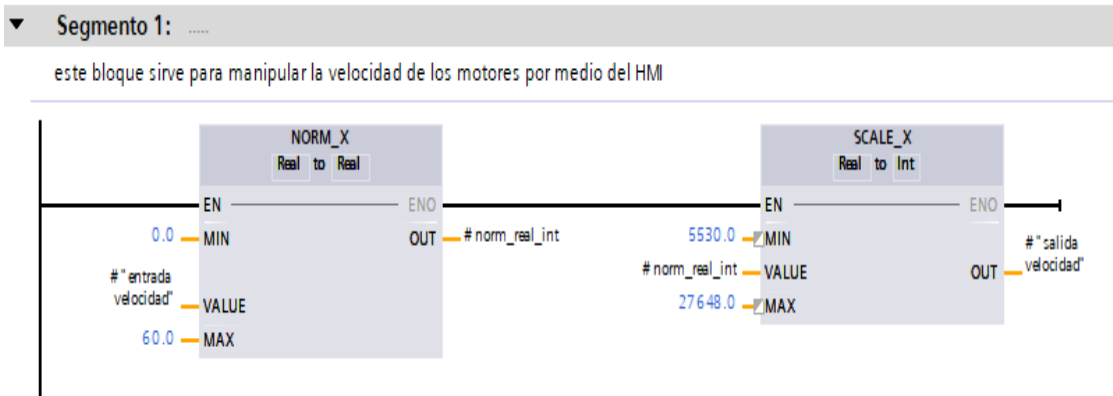 Segmento 1: .....
este bloque sirve para manipular la velocidad de los motores por medio del HMI
NORM_X
Real to Real
EN
ENO
0.0
MIN
OUT
#norm_real_int
#"entrada
velocidad"
VALUE
60.0
MAX
SCALE_X
Real to Int
EN
ENO
5530.0
MIN
#norm_real_int
VALUE
OUT
#"salida
velocidad"
27648.0
MAX